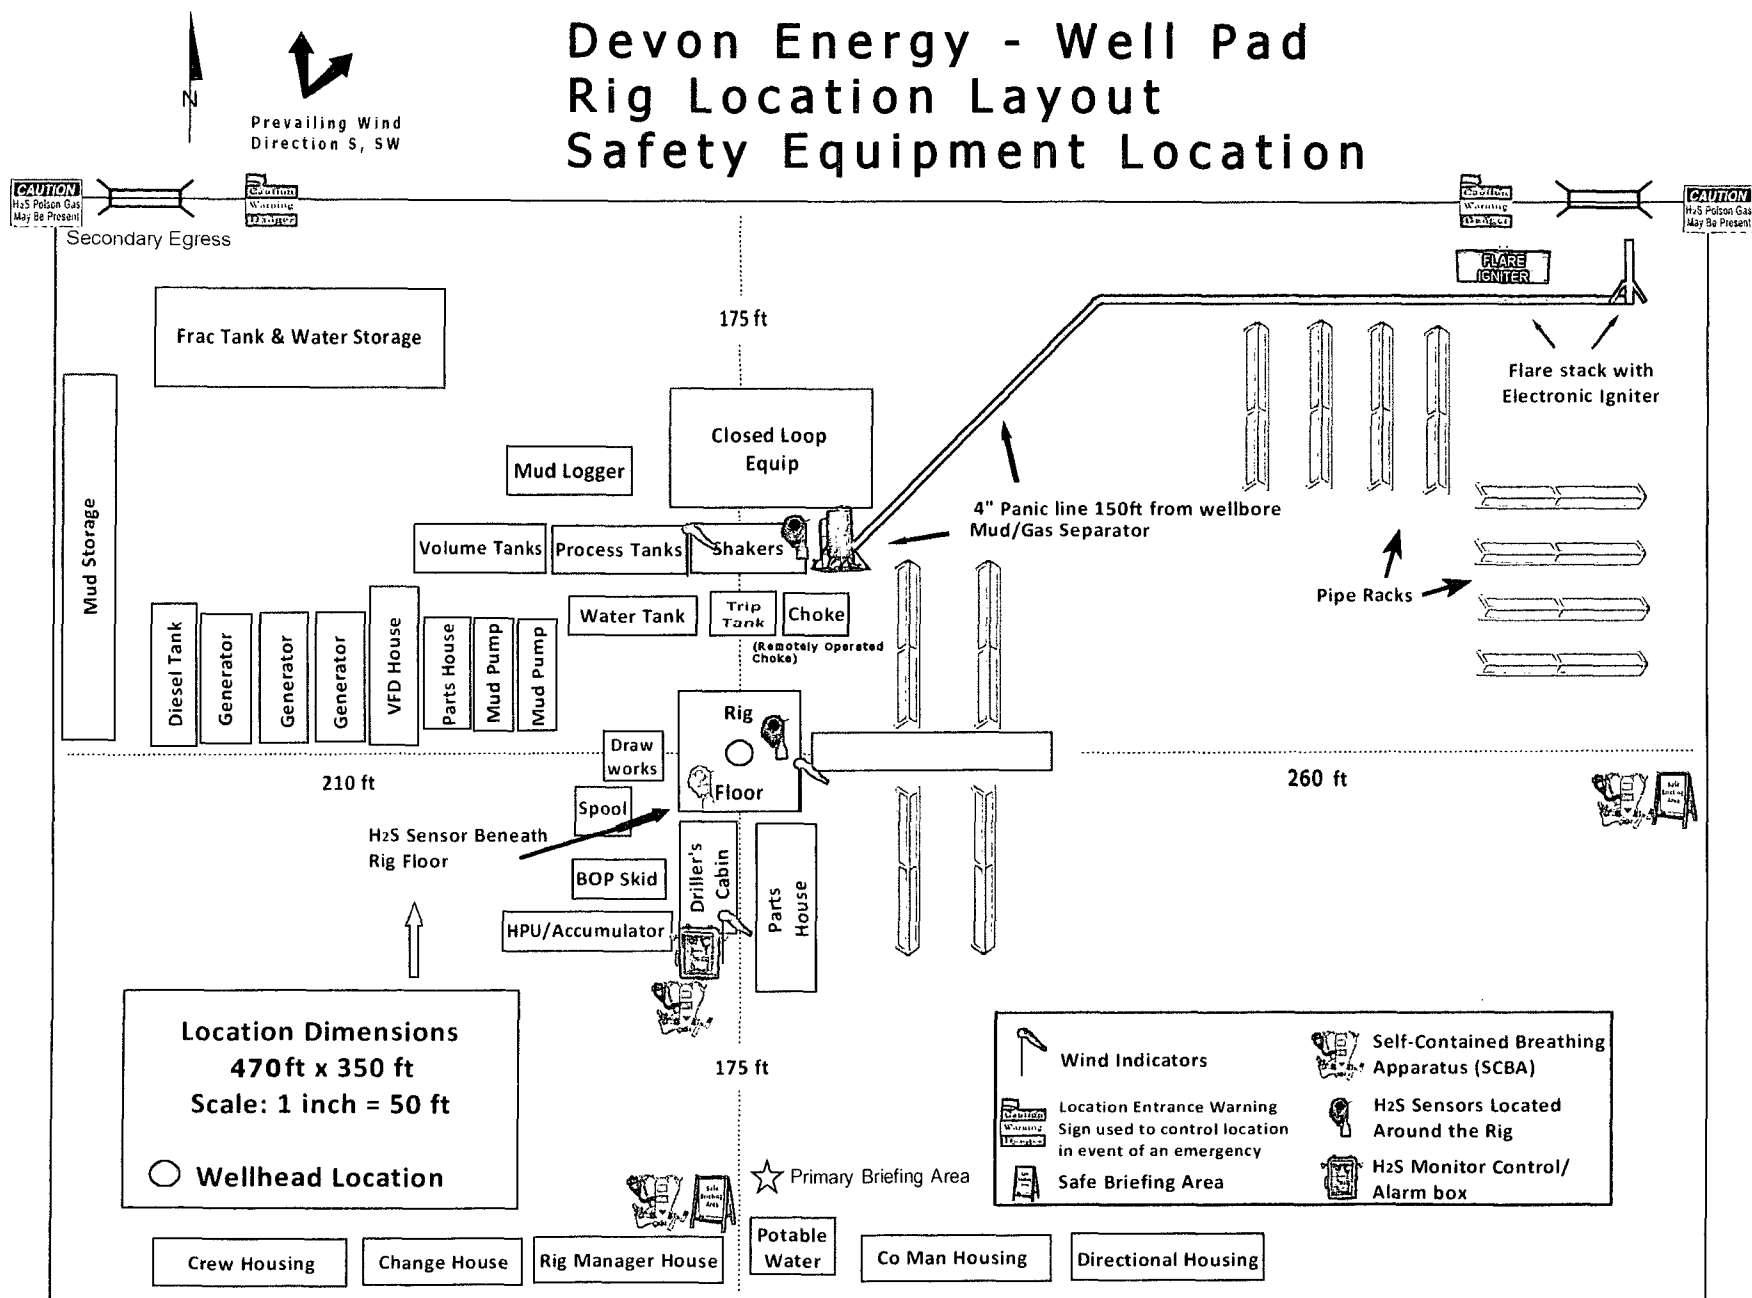 Devon Energy - Well Pad
Rig Location Layout
Safety Equipment Location
N
Prevailing Wind
Direction S, SW
CAUTION
H2S Poison Gas
May Be Present
Caution
Warning
Danger
Caution
Warning
Danger
CAUTION
H2S Poison Gas
May Be Present
Secondary Egress
FLARE
IGNITER
Frac Tank & Water Storage
175 ft
Flare stack with
Electronic Igniter
Closed Loop
Equip
Mud Logger
Mud Storage
4" Panic line 150ft from wellbore
Mud/Gas Separator
Volume Tanks
Process Tanks
Shakers
Pipe Racks
Water Tank
Trip
Tank
Choke
(Remotely Operated
Choke)
Diesel Tank
Generator
Generator
Generator
VFD House
Parts House
Mud Pump
Mud Pump
Rig
Floor
Draw
works
210 ft
260 ft
Safe
Briefing
Area
Spool
H2S Sensor Beneath
Rig Floor
Driller's
Cabin
Parts
House
BOP Skid
HPU/Accumulator
Location Dimensions
470ft x 350 ft
Scale: 1 inch = 50 ft
Wellhead Location
175 ft
Wind Indicators
Caution
Warning
Danger
Location Entrance Warning
Sign used to control location
in event of an emergency
Safe Briefing Area
Self-Contained Breathing
Apparatus (SCBA)
H2S Sensors Located
Around the Rig
H2S Monitor Control/
Alarm box
Safe
Briefing
Area
Primary Briefing Area
Crew Housing
Change House
Rig Manager House
Potable
Water
Co Man Housing
Directional Housing